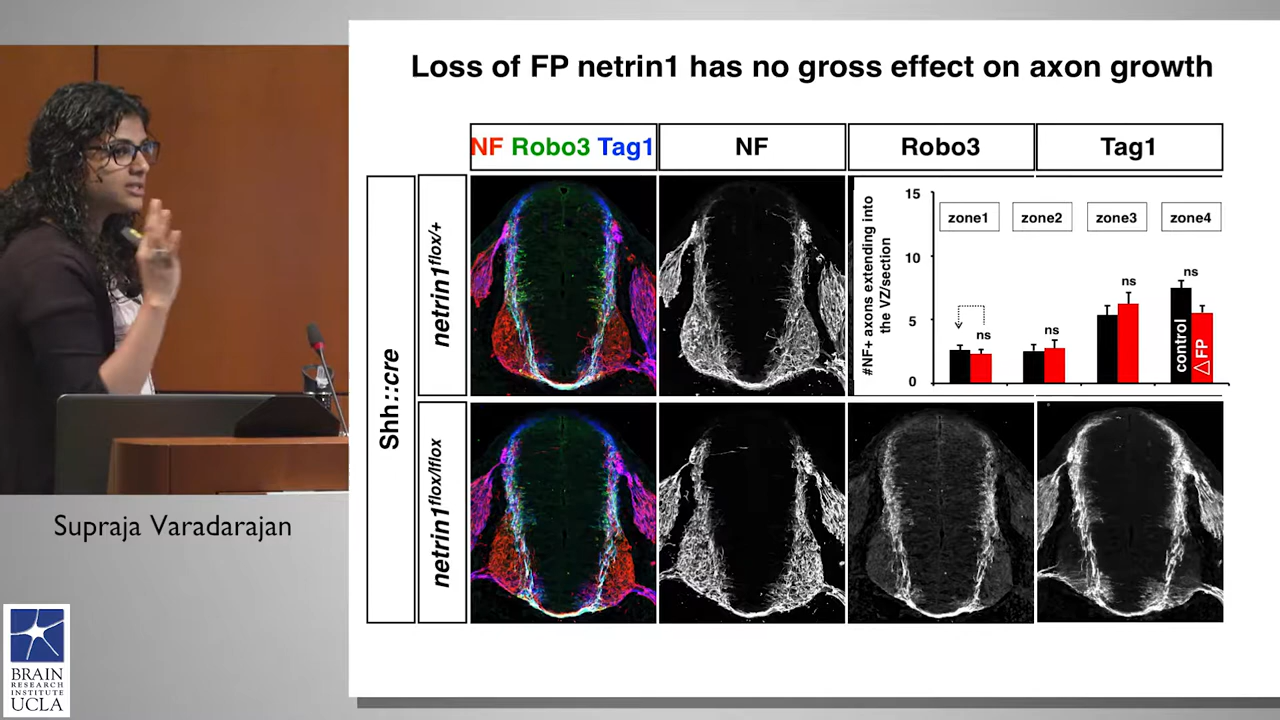 Loss of FP netrin1 has no gross effect on axon growth
NF Robo3 Tag1
NF
Robo3
Tag1
Shh::cre
netrin1flox/+
netrin1flox/lflox
#NF+ axons extending into
the VZ/section
15
10
5
0
zone1
zone2
zone3
zone4
ns
ns
ns
ns
control
△FP
Supraja Varadarajan
BRAIN
RESEARCH
INSTITUTE
UCLA